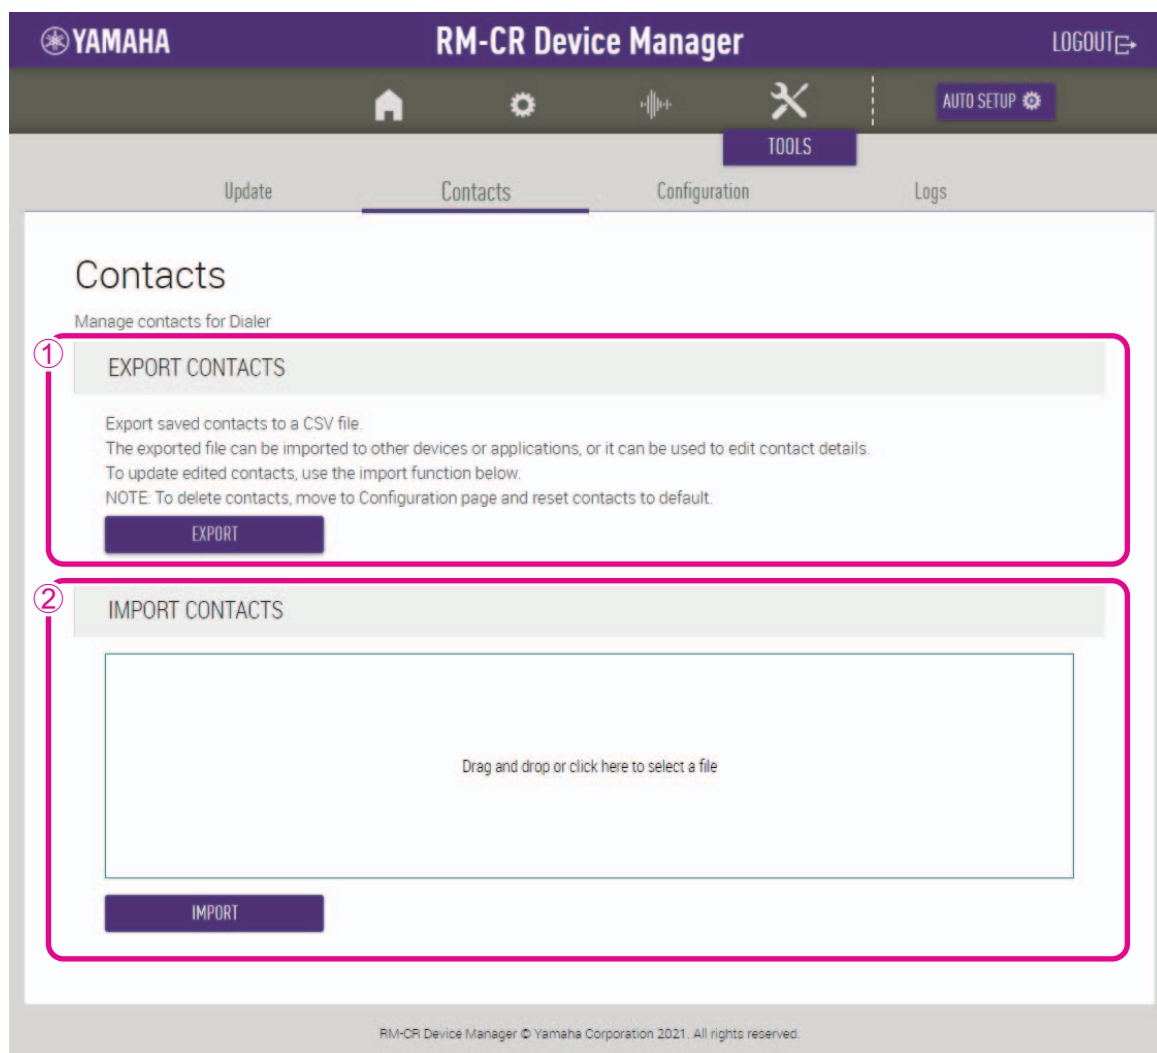 YAMAHA RM-CR Device Manager LOGOUT
AUTO SETUP
TOOLS
Update Contacts Configuration Logs
Contacts
Manage contacts for Dialer
①
EXPORT CONTACTS
Export saved contacts to a CSV file.
The exported file can be imported to other devices or applications, or it can be used to edit contact details.
To update edited contacts, use the import function below.
NOTE: To delete contacts, move to Configuration page and reset contacts to default.
EXPORT
②
IMPORT CONTACTS
Drag and drop or click here to select a file
IMPORT
RM-CR Device Manager © Yamaha Corporation 2021. All rights reserved.